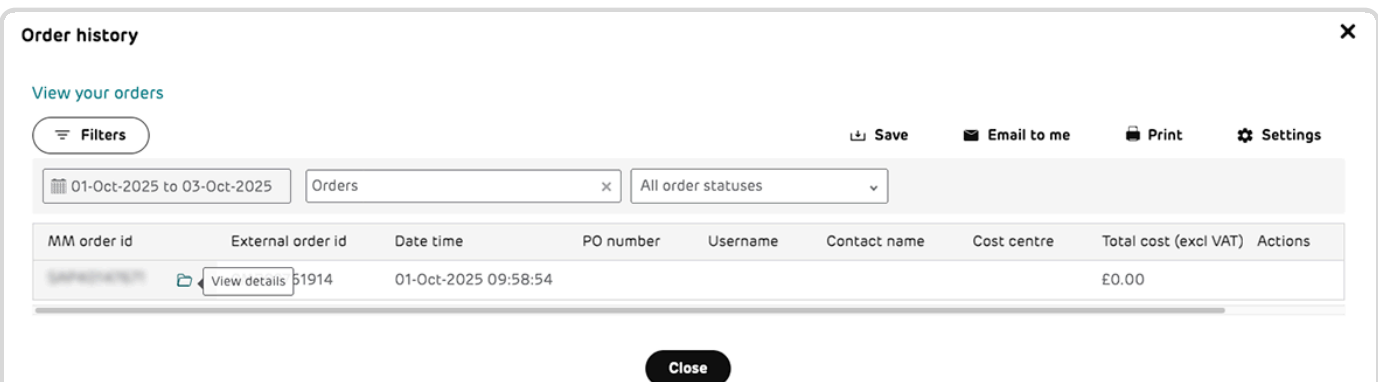 Order history
View your orders
Filters Save Email to me Print Settings
01-Oct-2025 to 03-Oct-2025 Orders All order statuses
MM order id External order id Date time PO number Username Contact name Cost centre Total cost (excl VAT) Actions
View details 51914 01-Oct-2025 09:58:54 £0.00
Close